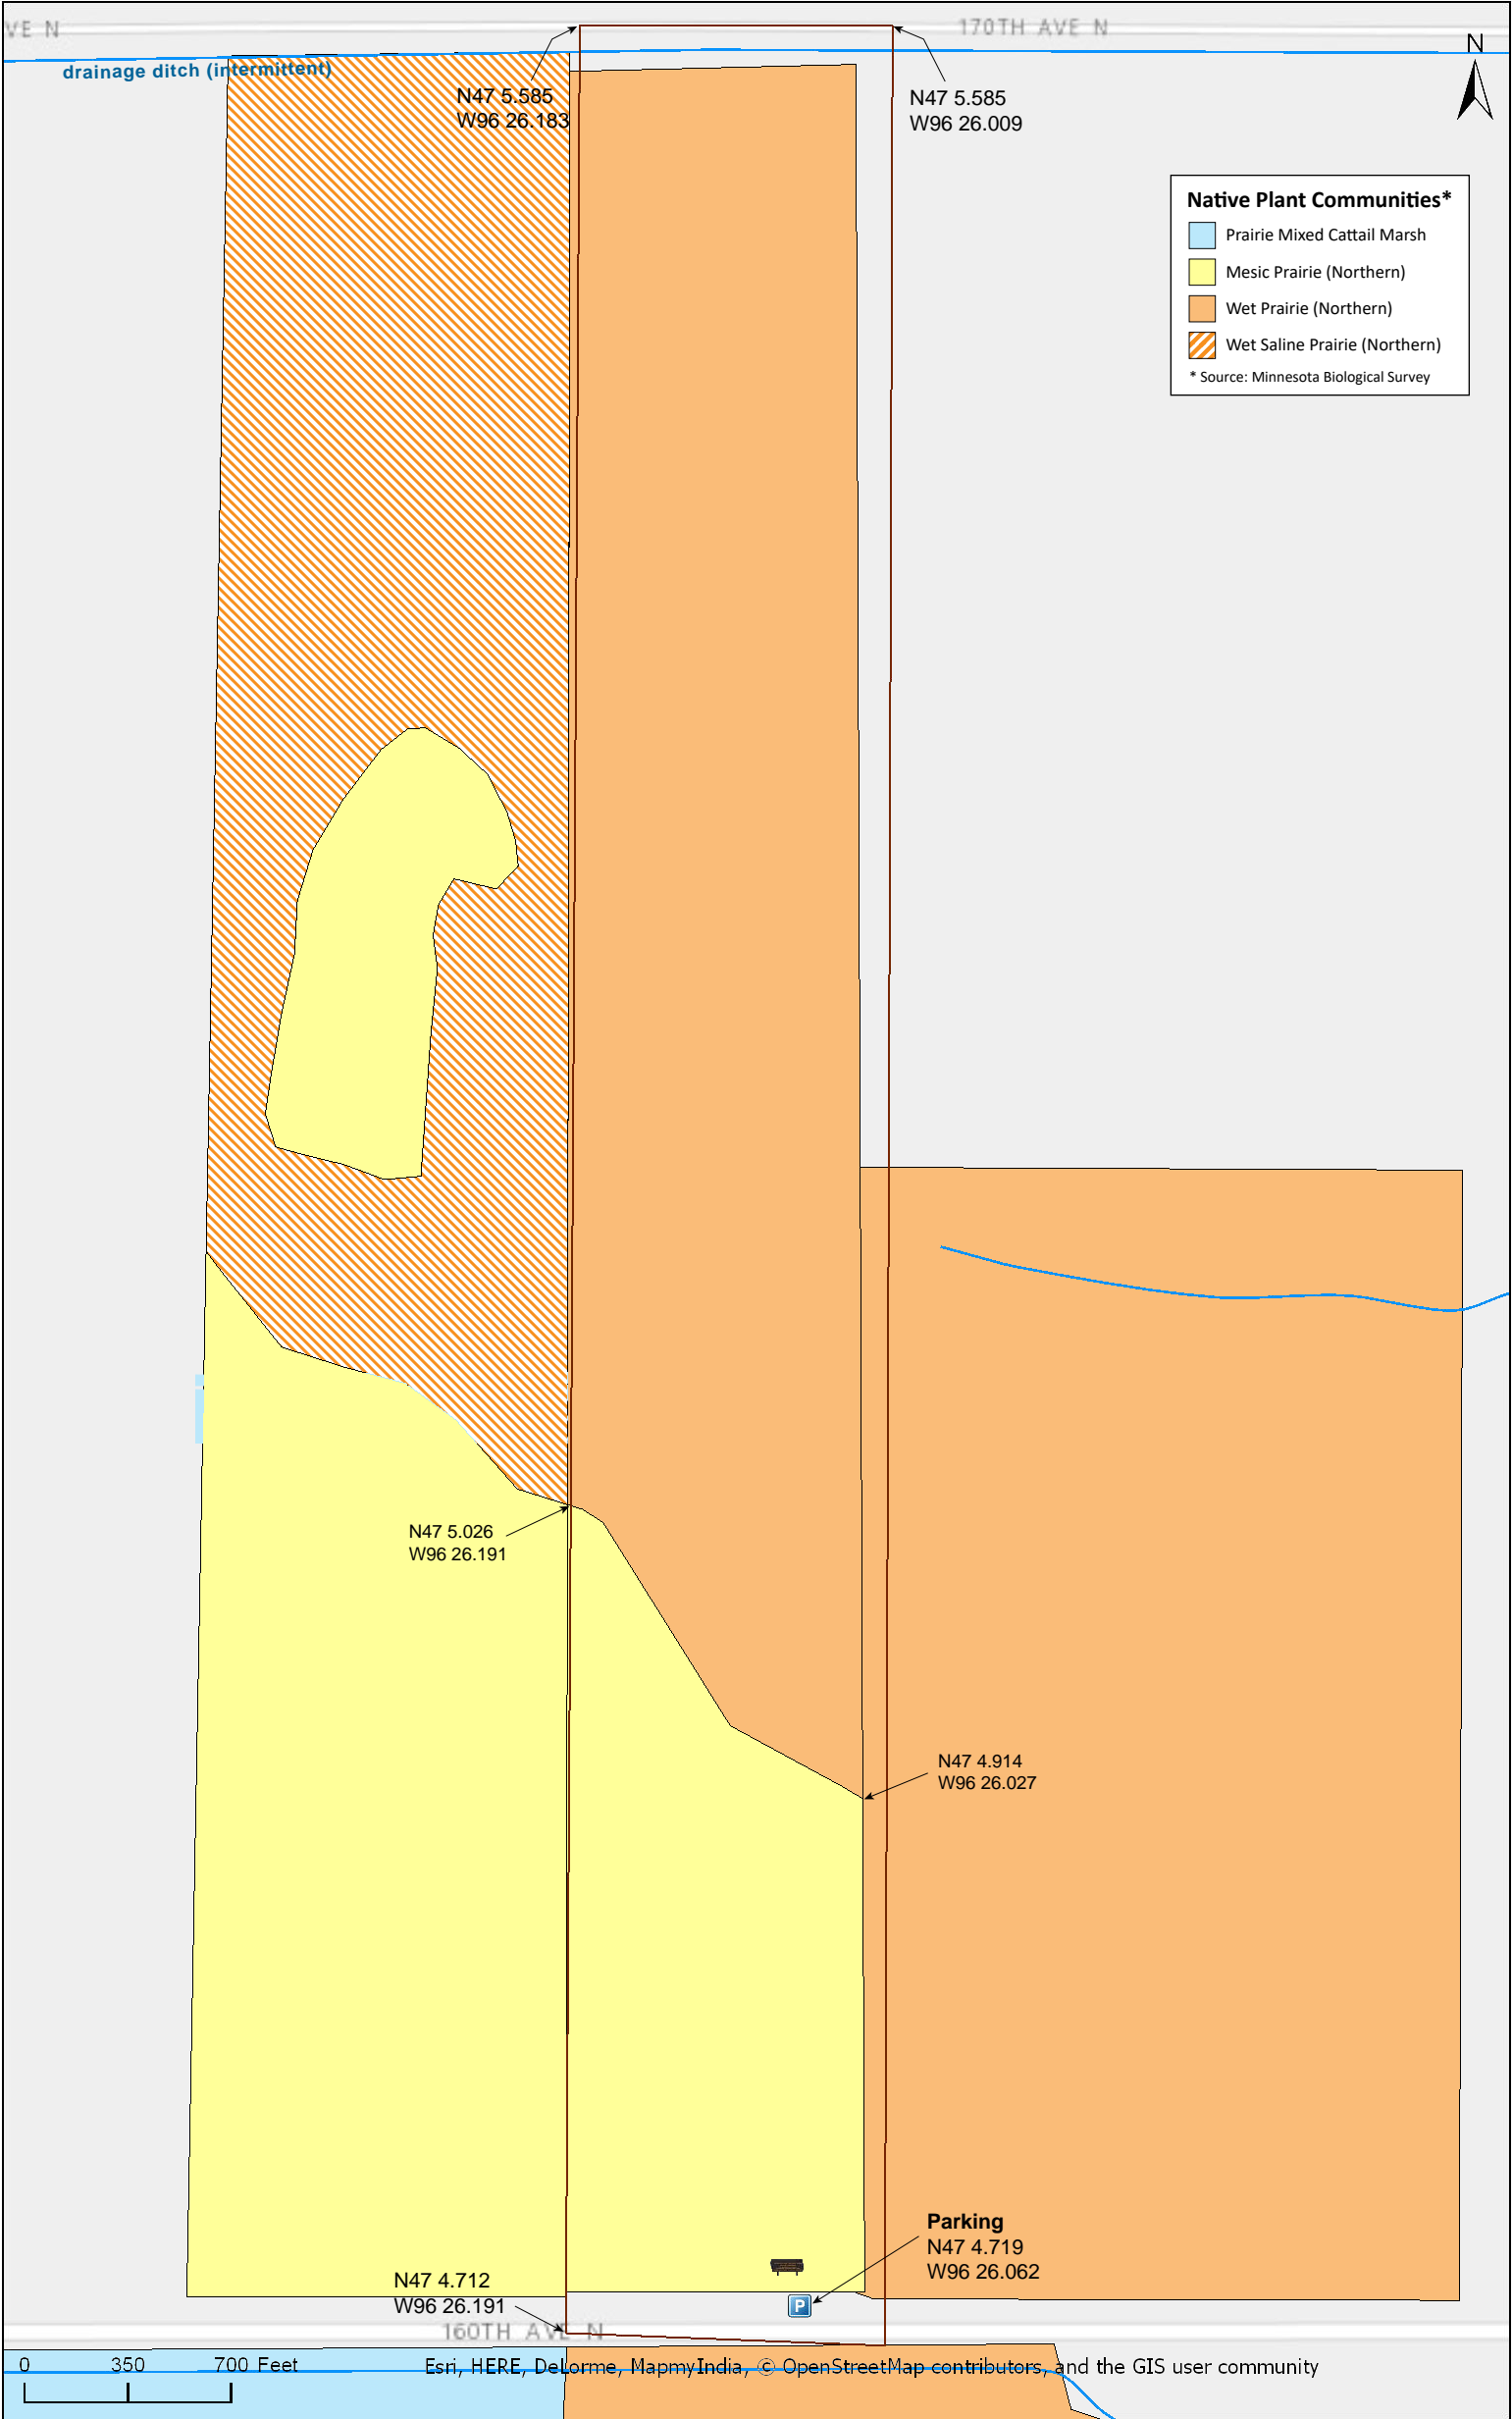 VE N
170TH AVE N
N
drainage ditch (intermittent)
N47 5.585
W96 26.183
N47 5.585
W96 26.009
Native Plant Communities*
Prairie Mixed Cattail Marsh
Mesic Prairie (Northern)
Wet Prairie (Northern)
Wet Saline Prairie (Northern)
* Source: Minnesota Biological Survey
N47 5.026
W96 26.191
N47 4.914
W96 26.027
Parking
N47 4.719
W96 26.062
N47 4.712
W96 26.191
P
160TH AVE N
0 350 700 Feet
Esri, HERE, DeLorme, MapmyIndia, © OpenStreetMap contributors, and the GIS user community